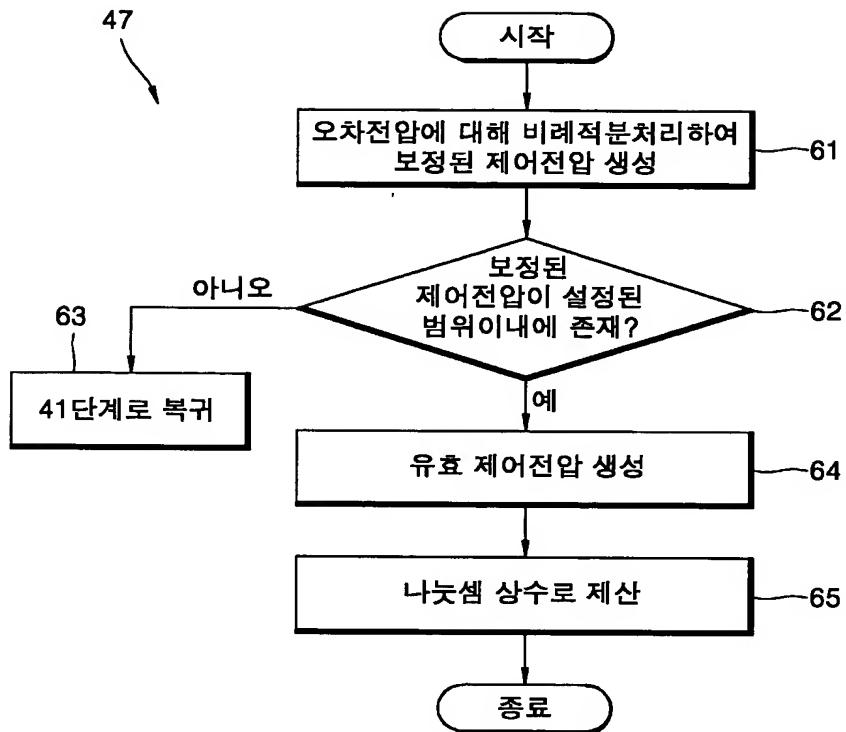 47
시작
오차전압에 대해 비례적분처리하여
보정된 제어전압 생성
61
보정된
제어전압이 설정된
범위이내에 존재?
62
아니오
63
41단계로 복귀
예
유효 제어전압 생성
64
나눗셈 상수로 제산
65
종료